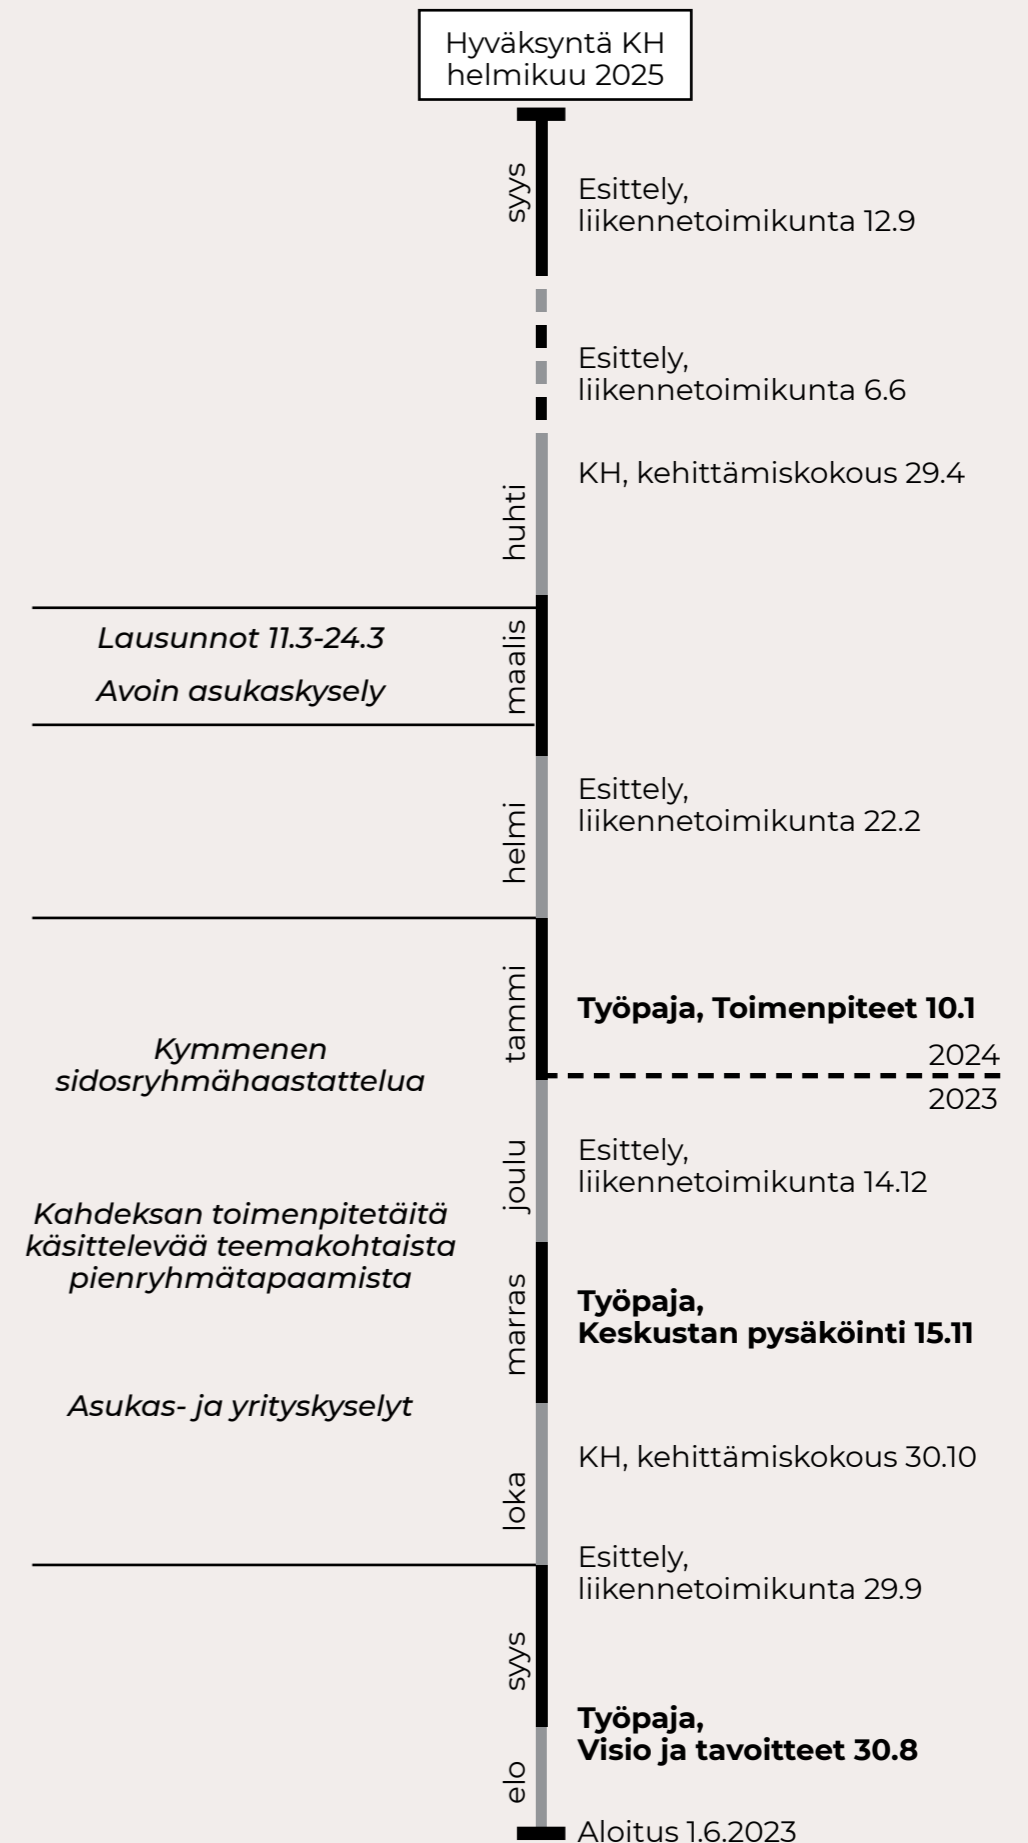 Hyväksyntä KH
helmikuu 2025
syys
Esittely,
liikennetoimikunta 12.9
Esittely,
liikennetoimikunta 6.6
KH, kehittämiskokous 29.4
huhti
Lausunnot 11.3-24.3
Avoin asukaskysely
maalis
Esittely,
liikennetoimikunta 22.2
helmi
tammi
Työpaja, Toimenpiteet 10.1
Kymmenen
sidosryhmähaastattelua
2024
2023
joulu
Esittely,
liikennetoimikunta 14.12
Kahdeksan toimenpitetäitä
käsittelevää teemakohtaista
pienryhmätapaamista
marras
Työpaja,
Keskustan pysäköinti 15.11
Asukas- ja yrityskyselyt
KH, kehittämiskokous 30.10
loka
Esittely,
liikennetoimikunta 29.9
syys
Työpaja,
Visio ja tavoitteet 30.8
elo
Aloitus 1.6.2023